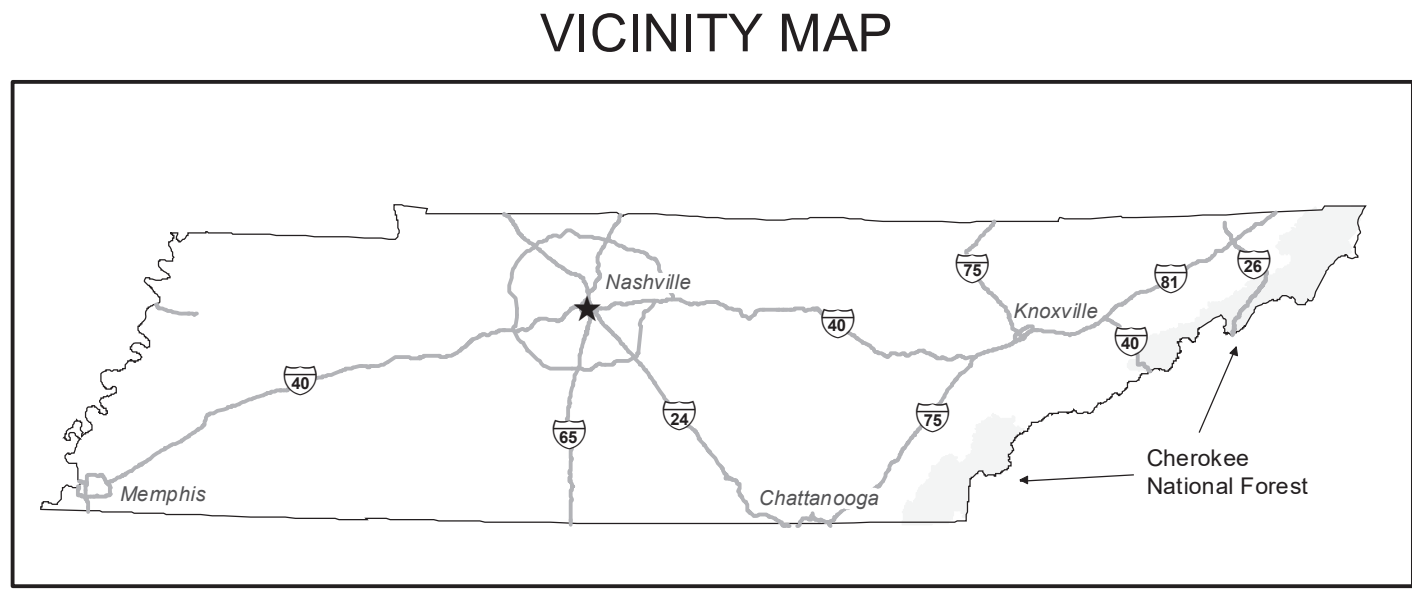 VICINITY MAP
Nashville
26
75
81
Knoxville
40
40
40
75
24
65
Cherokee
National Forest
Memphis
Chattanooga